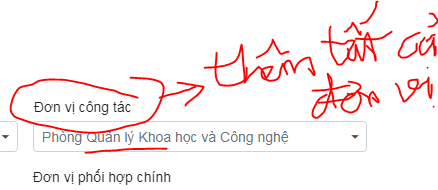 thêm tất cả
đơn vị
Đơn vị công tác
Phòng Quản lý Khoa học và Công nghệ
Đơn vị phối hợp chính